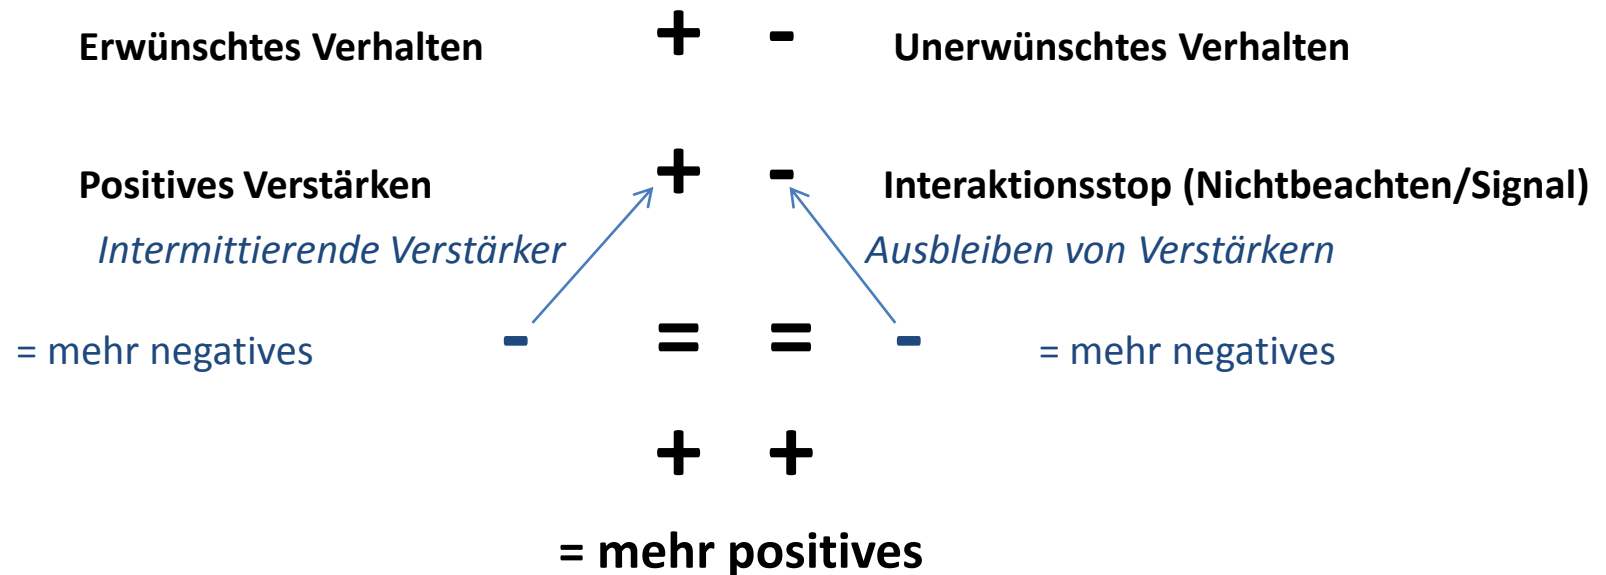 Erwünschtes Verhalten + - Unerwünschtes Verhalten
Positives Verstärken + - Interaktionsstop (Nichtbeachten/Signal)
Intermittierende Verstärker Ausbleiben von Verstärkern
= mehr negatives - = = - = mehr negatives
+ +
= mehr positives